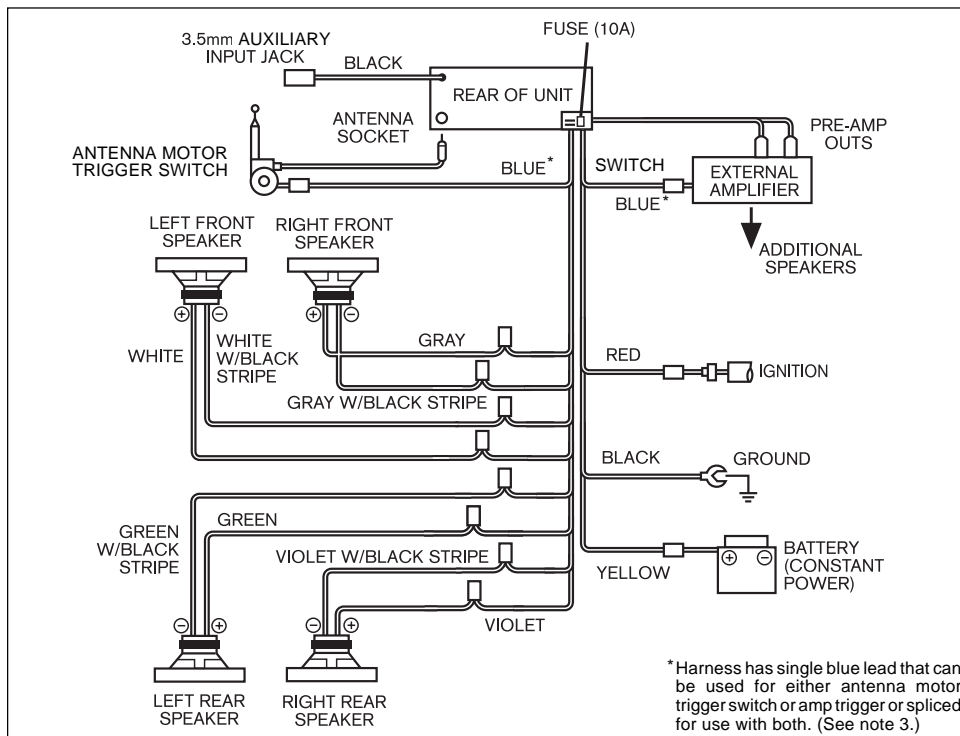 FUSE (10A)
3.5mm AUXILIARY
INPUT JACK
BLACK
REAR OF UNIT
ANTENNA
SOCKET
PRE-AMP
OUTS
ANTENNA MOTOR
TRIGGER SWITCH
BLUE*
SWITCH
BLUE*
EXTERNAL
AMPLIFIER
ADDITIONAL
SPEAKERS
LEFT FRONT
SPEAKER
RIGHT FRONT
SPEAKER
+ −
+ −
WHITE
WHITE
W/BLACK
STRIPE
GRAY
GRAY W/BLACK STRIPE
RED
IGNITION
BLACK
GROUND
GREEN
W/BLACK
STRIPE
GREEN
VIOLET W/BLACK STRIPE
VIOLET
YELLOW
+ −
BATTERY
(CONSTANT
POWER)
− +
− +
LEFT REAR
SPEAKER
RIGHT REAR
SPEAKER
*Harness has single blue lead that can
be used for either antenna motor
trigger switch or amp trigger or spliced
for use with both. (See note 3.)